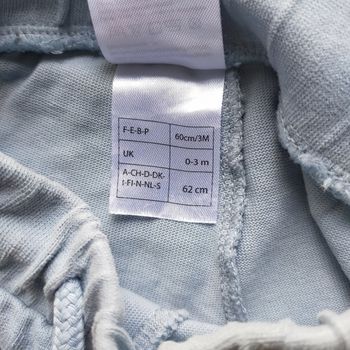 F-E-B-P 60cm/3M
UK 0-3 m
A-CH-D-DK-
I-FI-N-NL-S 62 cm